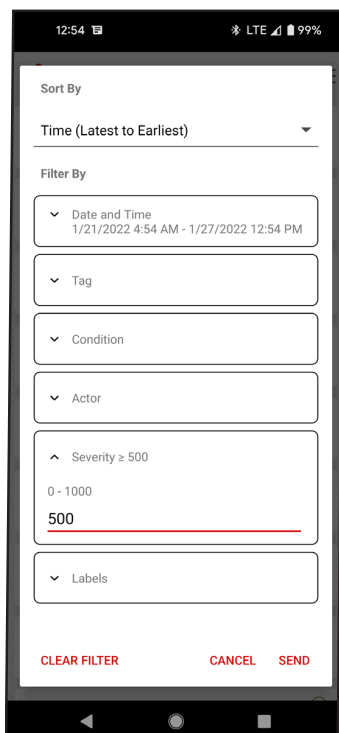 12:54 LTE 99%
Sort By
Time (Latest to Earliest)
Filter By
Date and Time
1/21/2022 4:54 AM - 1/27/2022 12:54 PM
Tag
Condition
Actor
Severity ≥ 500
0 - 1000
500
Labels
CLEAR FILTER CANCEL SEND